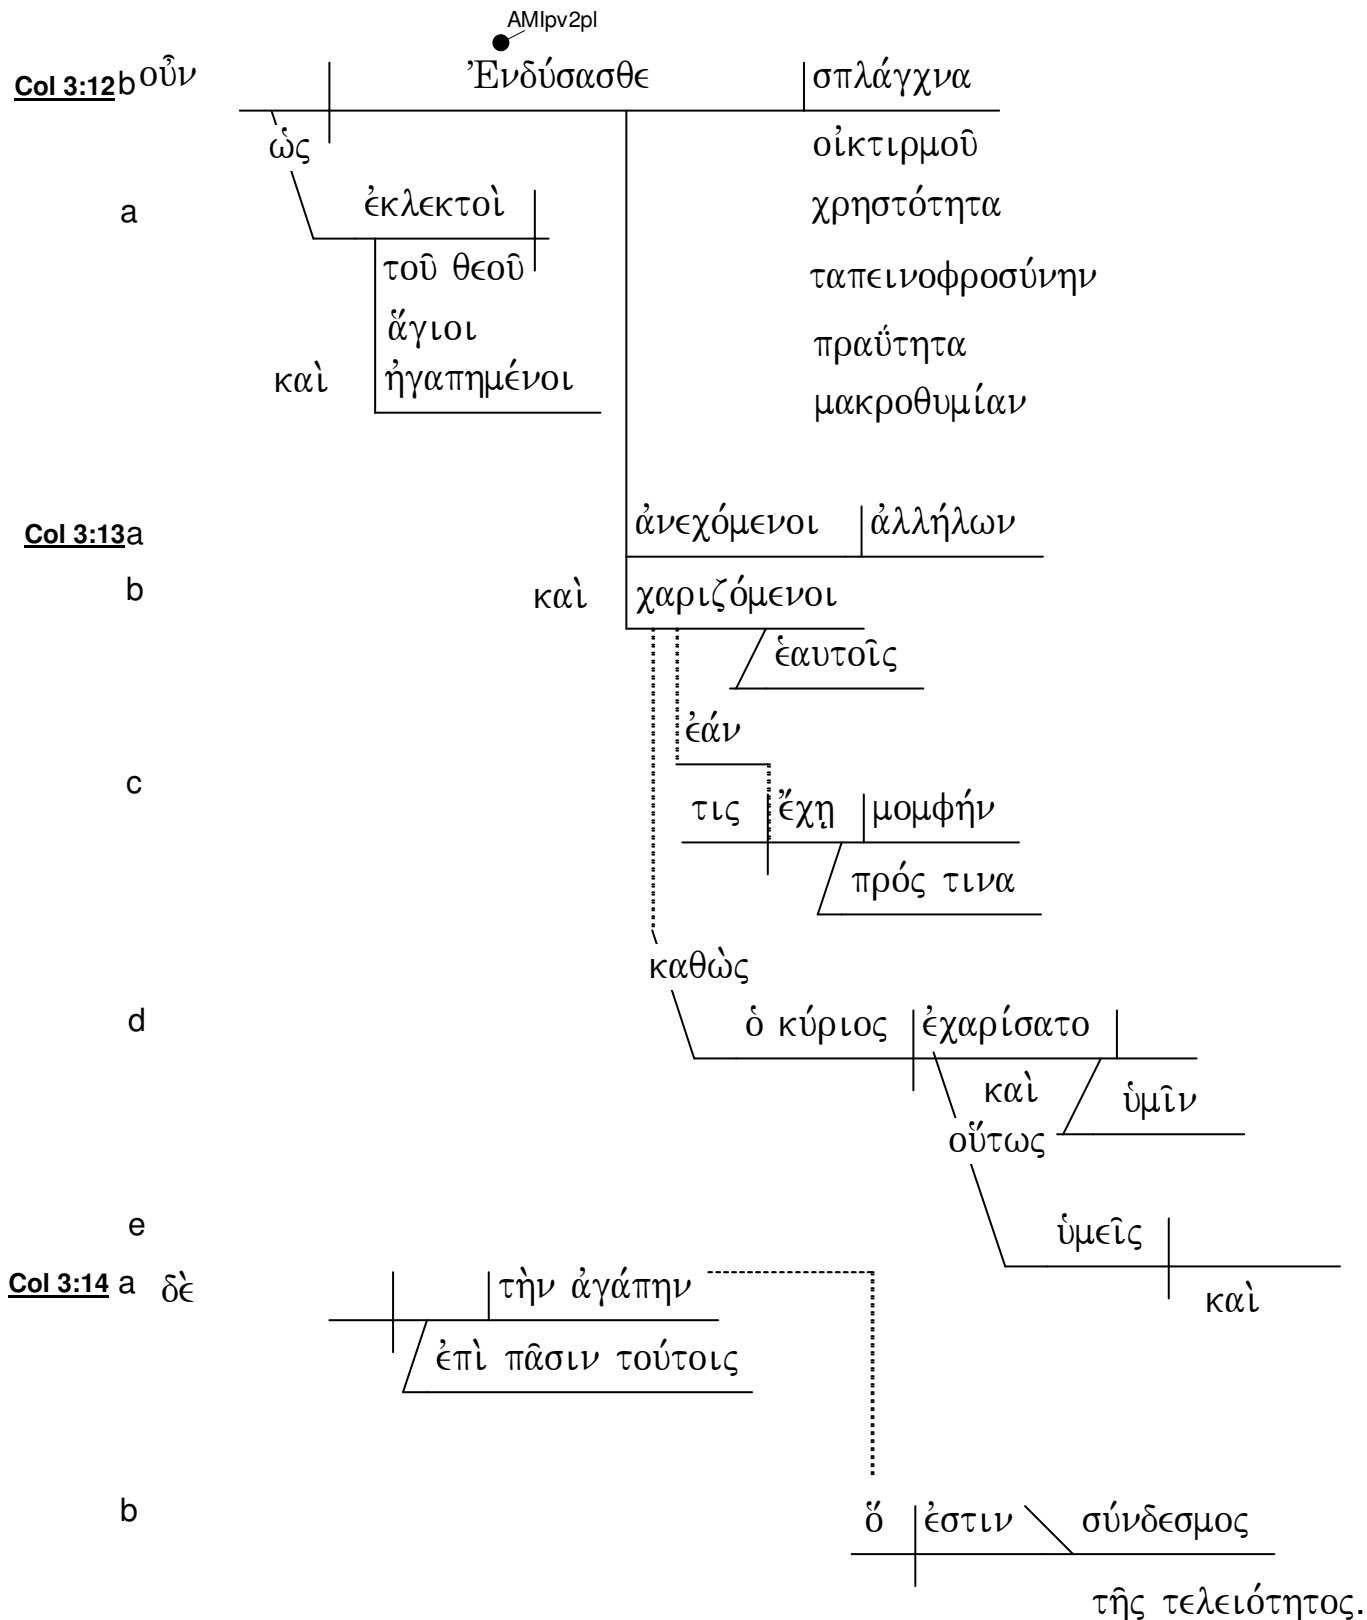 AMIpv2pl
Col 3:12 b οὖν Ἐνδύσασθε σπλάγχνα
ὡς οἰκτιρμοῦ
a ἐκλεκτοὶ χρηστότητα
τοῦ θεοῦ ταπεινοφροσύνην
ἅγιοι πραΰτητα
καὶ ἠγαπημένοι μακροθυμίαν
Col 3:13 a ἀνεχόμενοι ἀλλήλων
b καὶ χαριζόμενοι
ἑαυτοῖς
ἐάν
c τις ἔχῃ μομφήν
πρός τινα
καθὼς
d ὁ κύριος ἐχαρίσατο
καὶ ὑμῖν
οὕτως
e ὑμεῖς
Col 3:14 a δὲ τὴν ἀγάπην καὶ
ἐπὶ πᾶσιν τούτοις
b ὅ ἐστιν σύνδεσμος
τῆς τελειότητος.